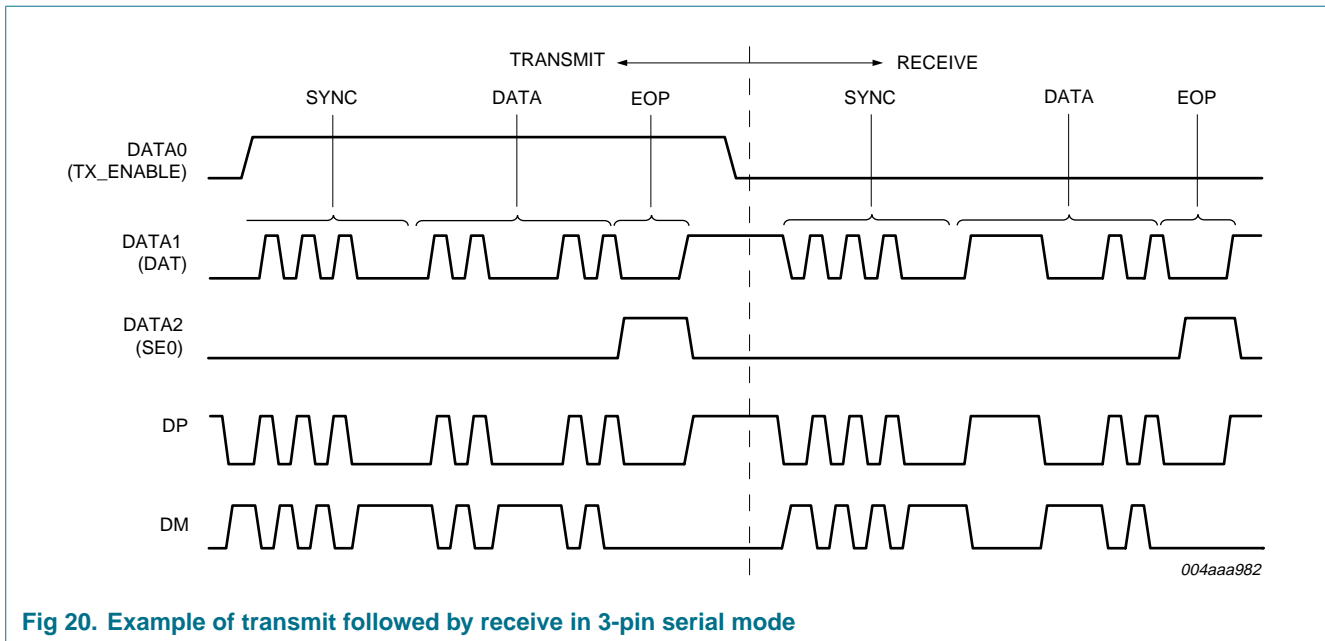 TRANSMIT RECEIVE
SYNC DATA EOP SYNC DATA EOP
DATA0
(TX_ENABLE)
DATA1
(DAT)
DATA2
(SE0)
DP
DM
004aaa982
Fig 20. Example of transmit followed by receive in 3-pin serial mode